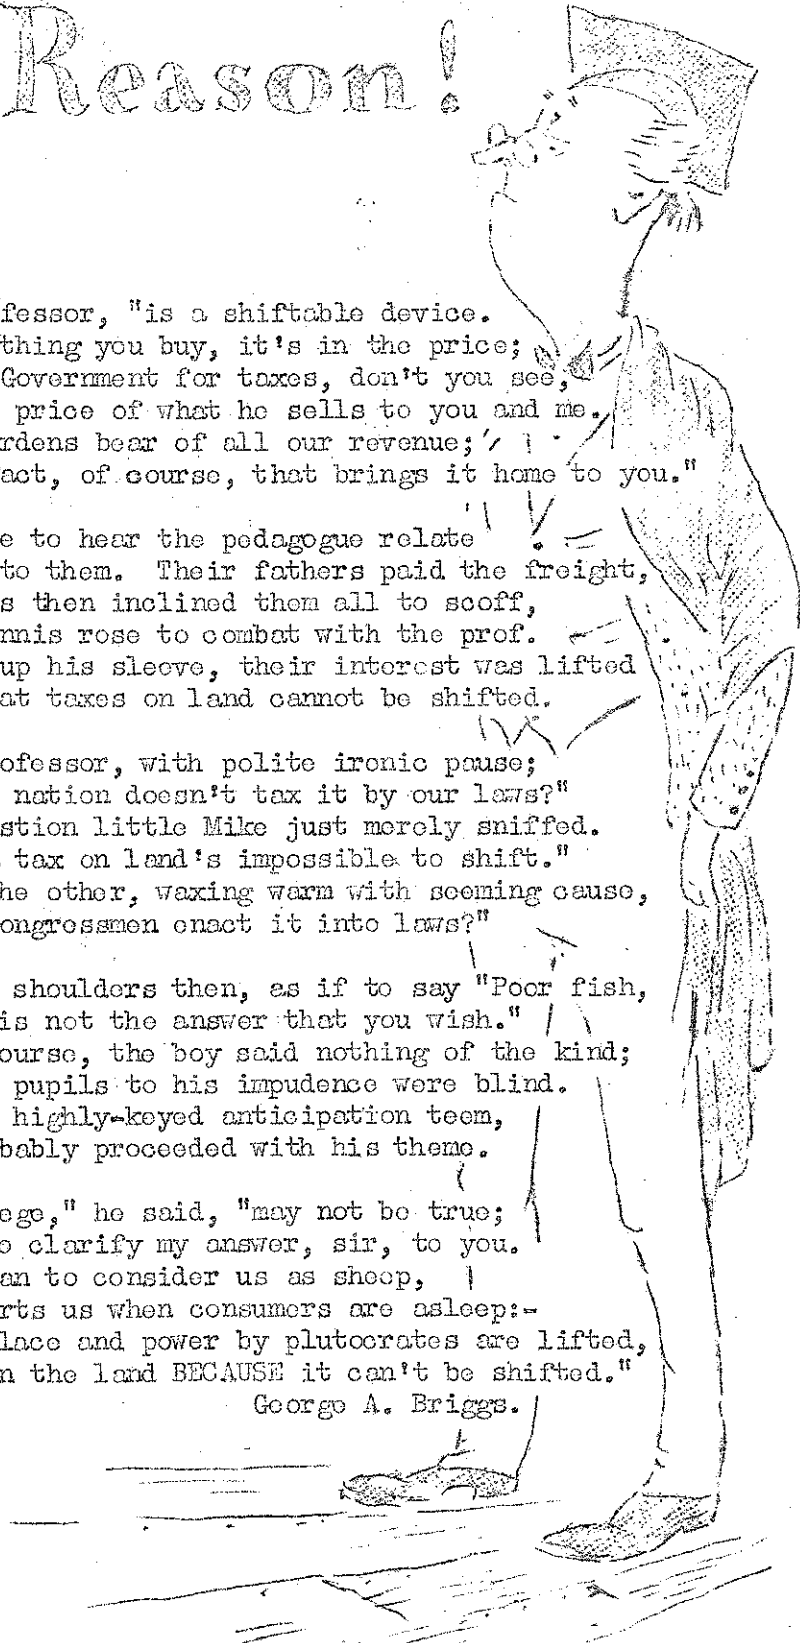 Reason!
fessor, "is a shiftable device.
thing you buy, it's in the price;
Government for taxes, don't you see,
price of what he sells to you and me.
rdens bear of all our revenue;
act, of course, that brings it home to you."
e to hear the pedagogue relate
to them. Their fathers paid the freight,
s then inclined them all to scoff,
nnis rose to combat with the prof.
up his sleeve, their interest was lifted
at taxes on land cannot be shifted.
ofessor, with polite ironic pause;
nation doesn't tax it by our laws?"
stion little Mike just merely sniffed.
tax on land's impossible to shift."
he other, waxing warm with seeming cause,
ongressmen enact it into laws?"
shoulders then, as if to say "Poor fish,
is not the answer that you wish."
ourse, the boy said nothing of the kind;
pupils to his impudence were blind.
highly-keyed anticipation teem,
bably proceeded with his theme.
ege," he said, "may not be true;
o clarify my answer, sir, to you.
an to consider us as sheep,
rts us when consumers are asleep:-
lace and power by plutocrates are lifted,
n the land BECAUSE it can't be shifted."
George A. Briggs.